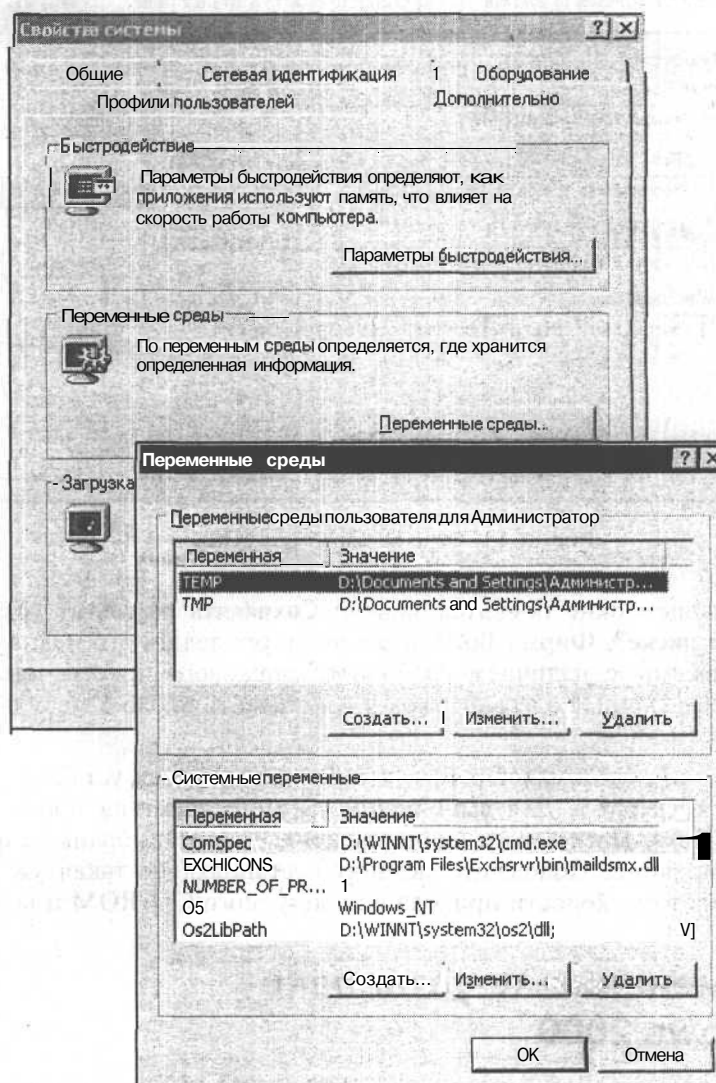 Свойства системы
Общие Сетевая идентификация 1 Оборудование
Профили пользователей Дополнительно
Быстродействие
Параметры быстродействия определяют, как
приложения используют память, что влияет на
скорость работы компьютера.
Параметры быстродействия...
Переменные среды
По переменным среды определяется, где хранится
определенная информация.
Переменные среды..
- Загрузка
Переменные среды
Переменные среды пользователя для Администратор
Переменная Значение
TEMP D:\Documents and Settings\Администр...
TMP D:\Documents and Settings\Администр...
Создать... I Изменить... Удалить
- Системные переменные
Переменная Значение
ComSpec D:\WINNT\system32\cmd.exe
EXCHICONS D:\Program Files\Exchsrvr\bin\maildsmx.dll
NUMBER_OF_PR... 1
O5 Windows_NT
Os2LibPath D:\WINNT\system32\os2\dll; V]
Создать... Изменить... Удалить
OK Отмена